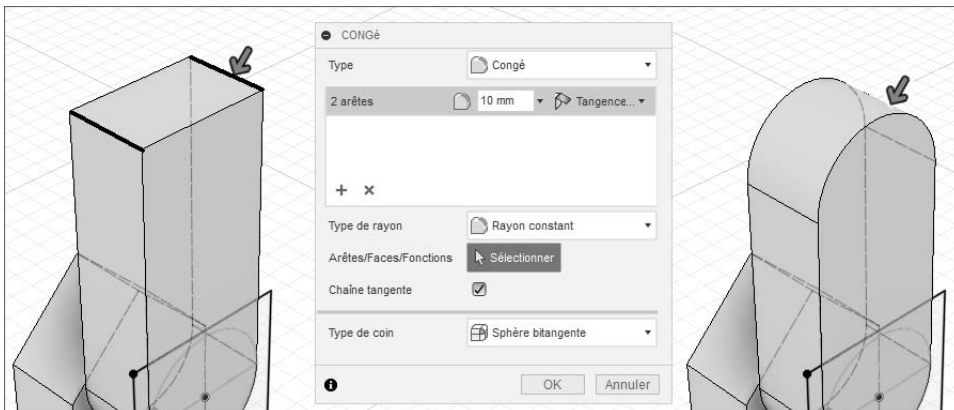 CONGé
Type Congé
2 arêtes 10 mm Tangence...
Type de rayon Rayon constant
Arêtes/Faces/Fonctions Sélectionner
Chaîne tangente
Type de coin Sphère bitangente
OK Annuler